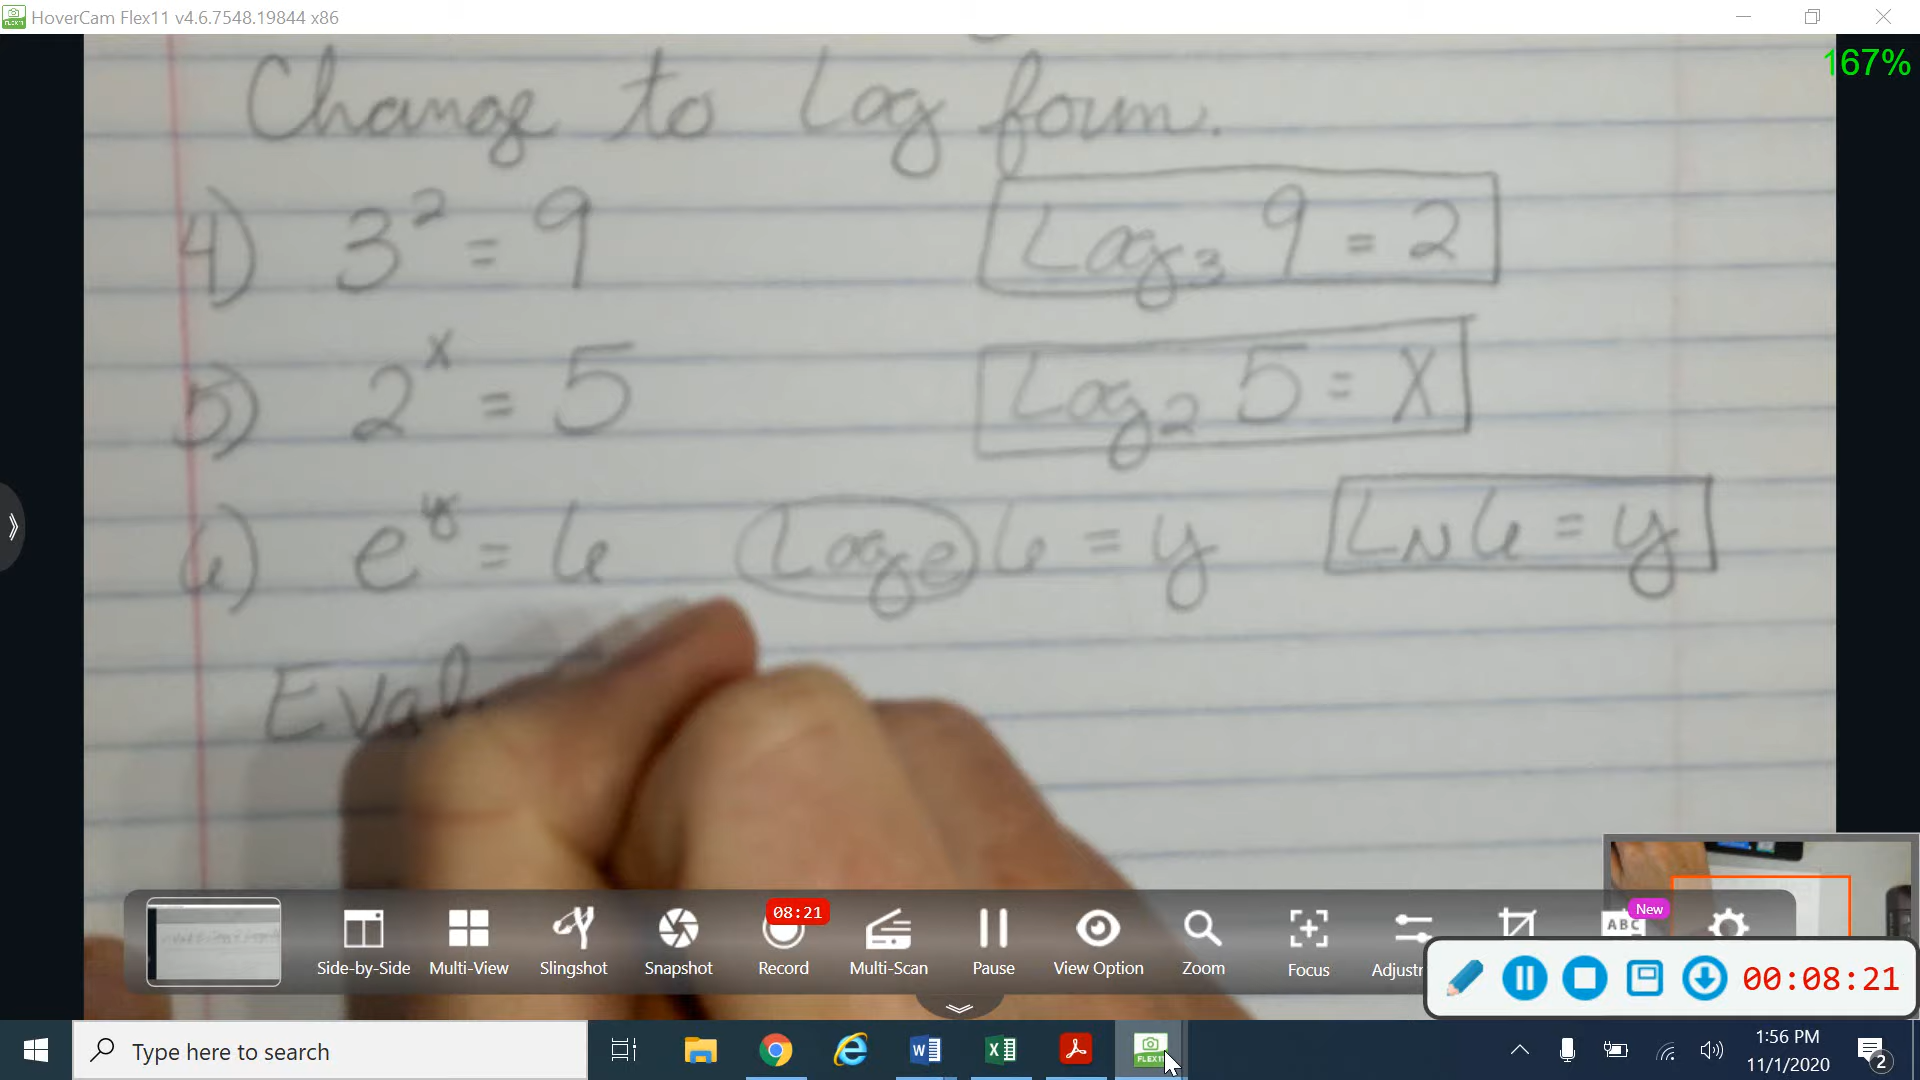 HoverCam Flex11 v4.6.7548.19844 x86
167%
Change to Log form.
4) 3² = 9 Log₃ 9 = 2
5) 2ˣ = 5 Log₂ 5 = X
6) eʸ = 6 Logₑ 6 = y LN 6 = y
Eval
08:21
New
ABC
Side-by-Side Multi-View Slingshot Snapshot Record Multi-Scan Pause View Option Zoom Focus Adjustm
00:08:21
Type here to search
FLEX11
1:56 PM
11/1/2020
2